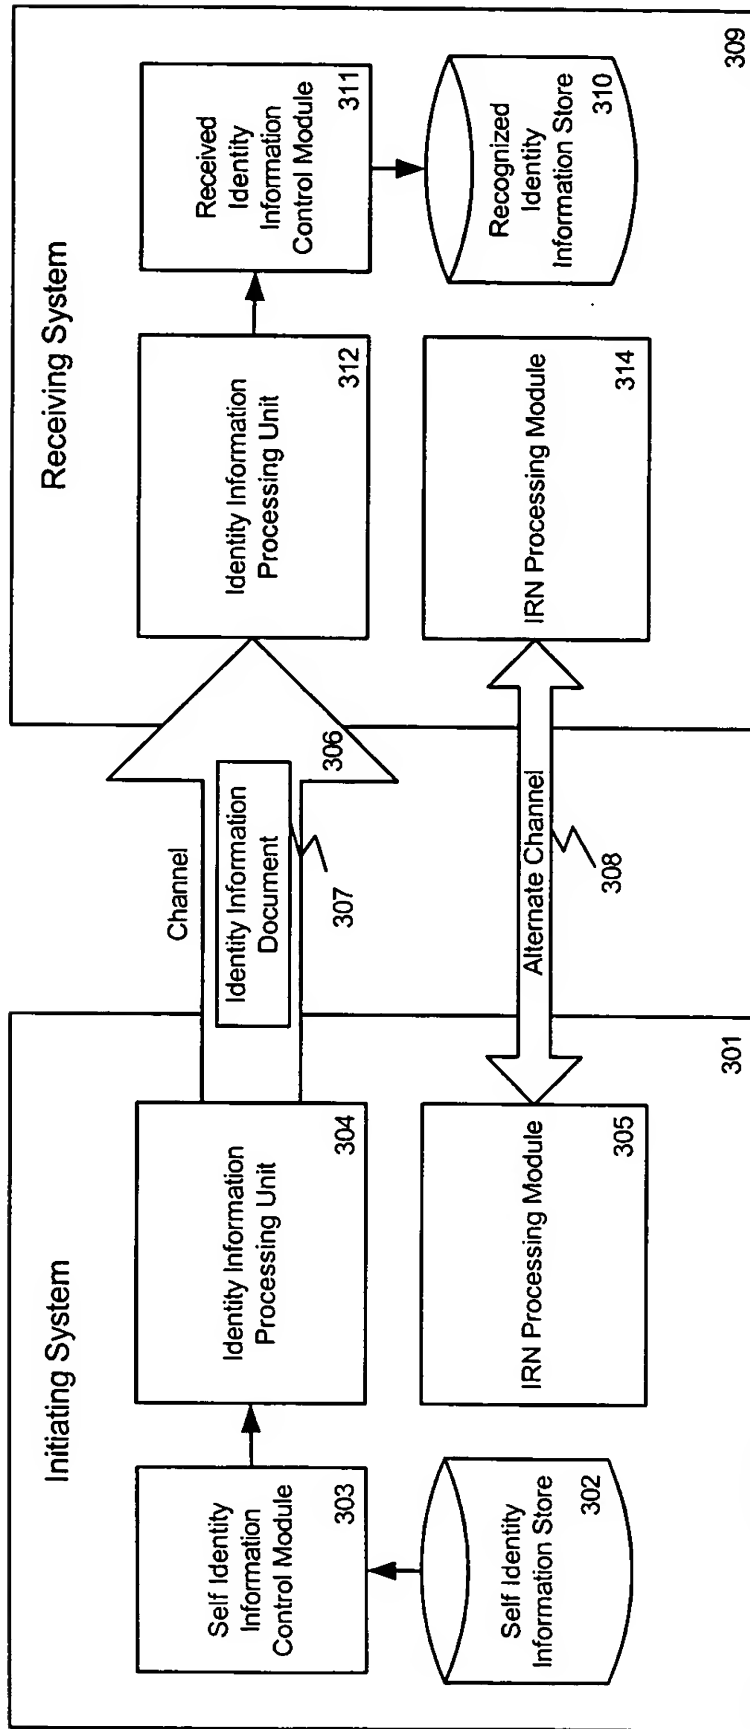 Initiating System
Self Identity
Information
Control Module
303
Self Identity
Information Store
302
Identity Information
Processing Unit
304
IRN Processing Module
305
301
Channel
Identity Information
Document
306
307
Alternate Channel
308
Receiving System
Identity Information
Processing Unit
312
Received
Identity
Information
Control Module
311
IRN Processing Module
314
Recognized
Identity
Information Store
310
309